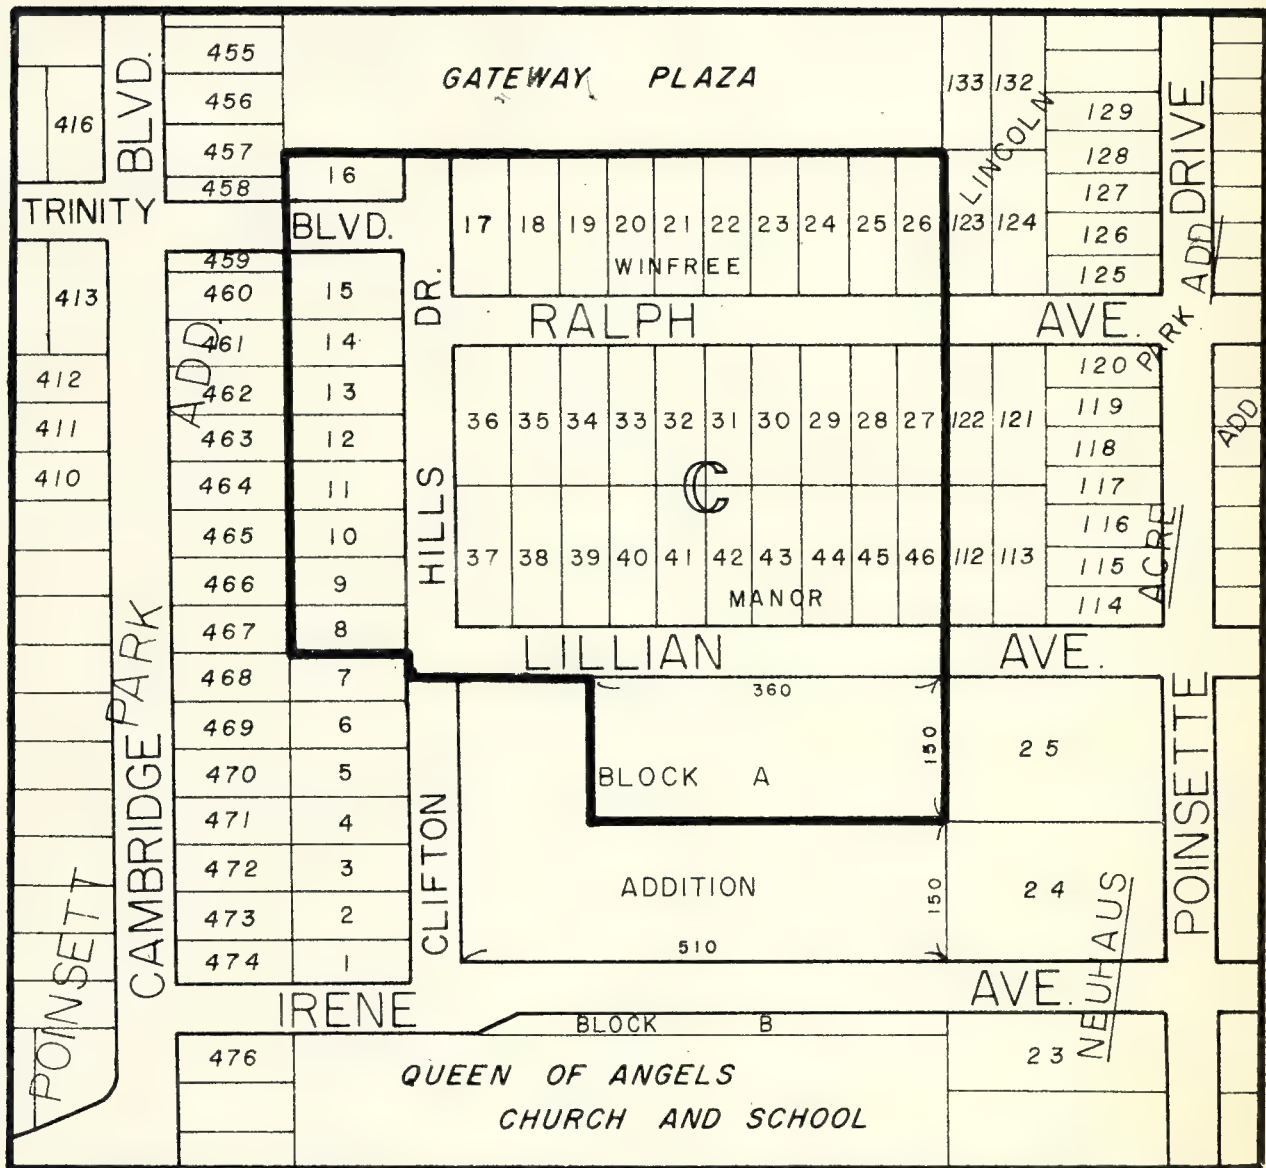 455
GATEWAY PLAZA
133 132
416
BLVD.
456
LINCOLN
129
DRIVE
457
128
458
16
127
TRINITY
BLVD.
17 18 19 20 21 22 23 24 25 26 123 124
126
WINFREE
125
459
413
460
15
DR.
RALPH
AVE.
PARK ADD
461
14
ADD.
120
412
462
13
119
411
463
12
36 35 34 33 32 31 30 29 28 27 122 121
118
ADD
410
464
11
HILLS
C
117
465
10
116
ACRE
37 38 39 40 41 42 43 44 45 46 112 113
115
466
9
MANOR
114
467
8
LILLIAN
AVE.
PARK
468
7
360
469
6
150
25
POINSETTE
CAMBRIDGE
470
5
BLOCK A
471
4
CLIFTON
472
3
ADDITION
150
24
473
2
NEUHAUS
POINSETT
474
1
510
IRENE
AVE.
BLOCK B
476
23
QUEEN OF ANGELS
CHURCH AND SCHOOL